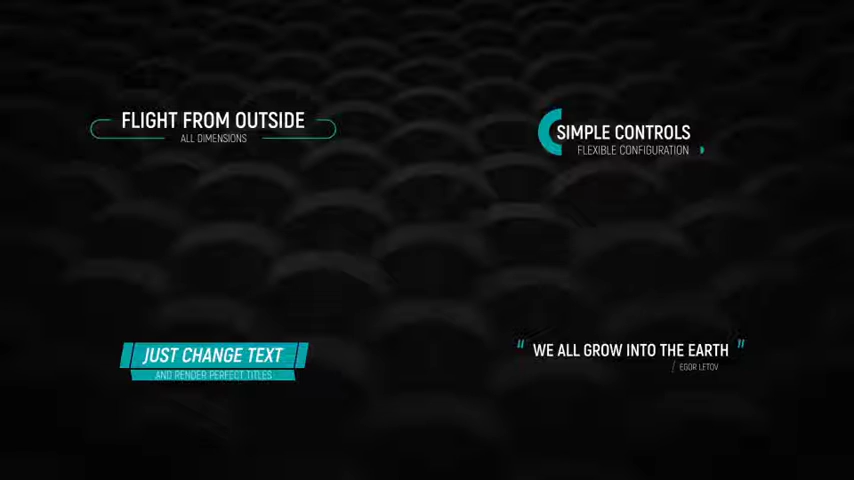 FLIGHT FROM OUTSIDE
ALL DIMENSIONS
SIMPLE CONTROLS
FLEXIBLE CONFIGURATION
JUST CHANGE TEXT
AND RENDER PERFECT TITLES
" WE ALL GROW INTO THE EARTH "
/ EGOR LETOV